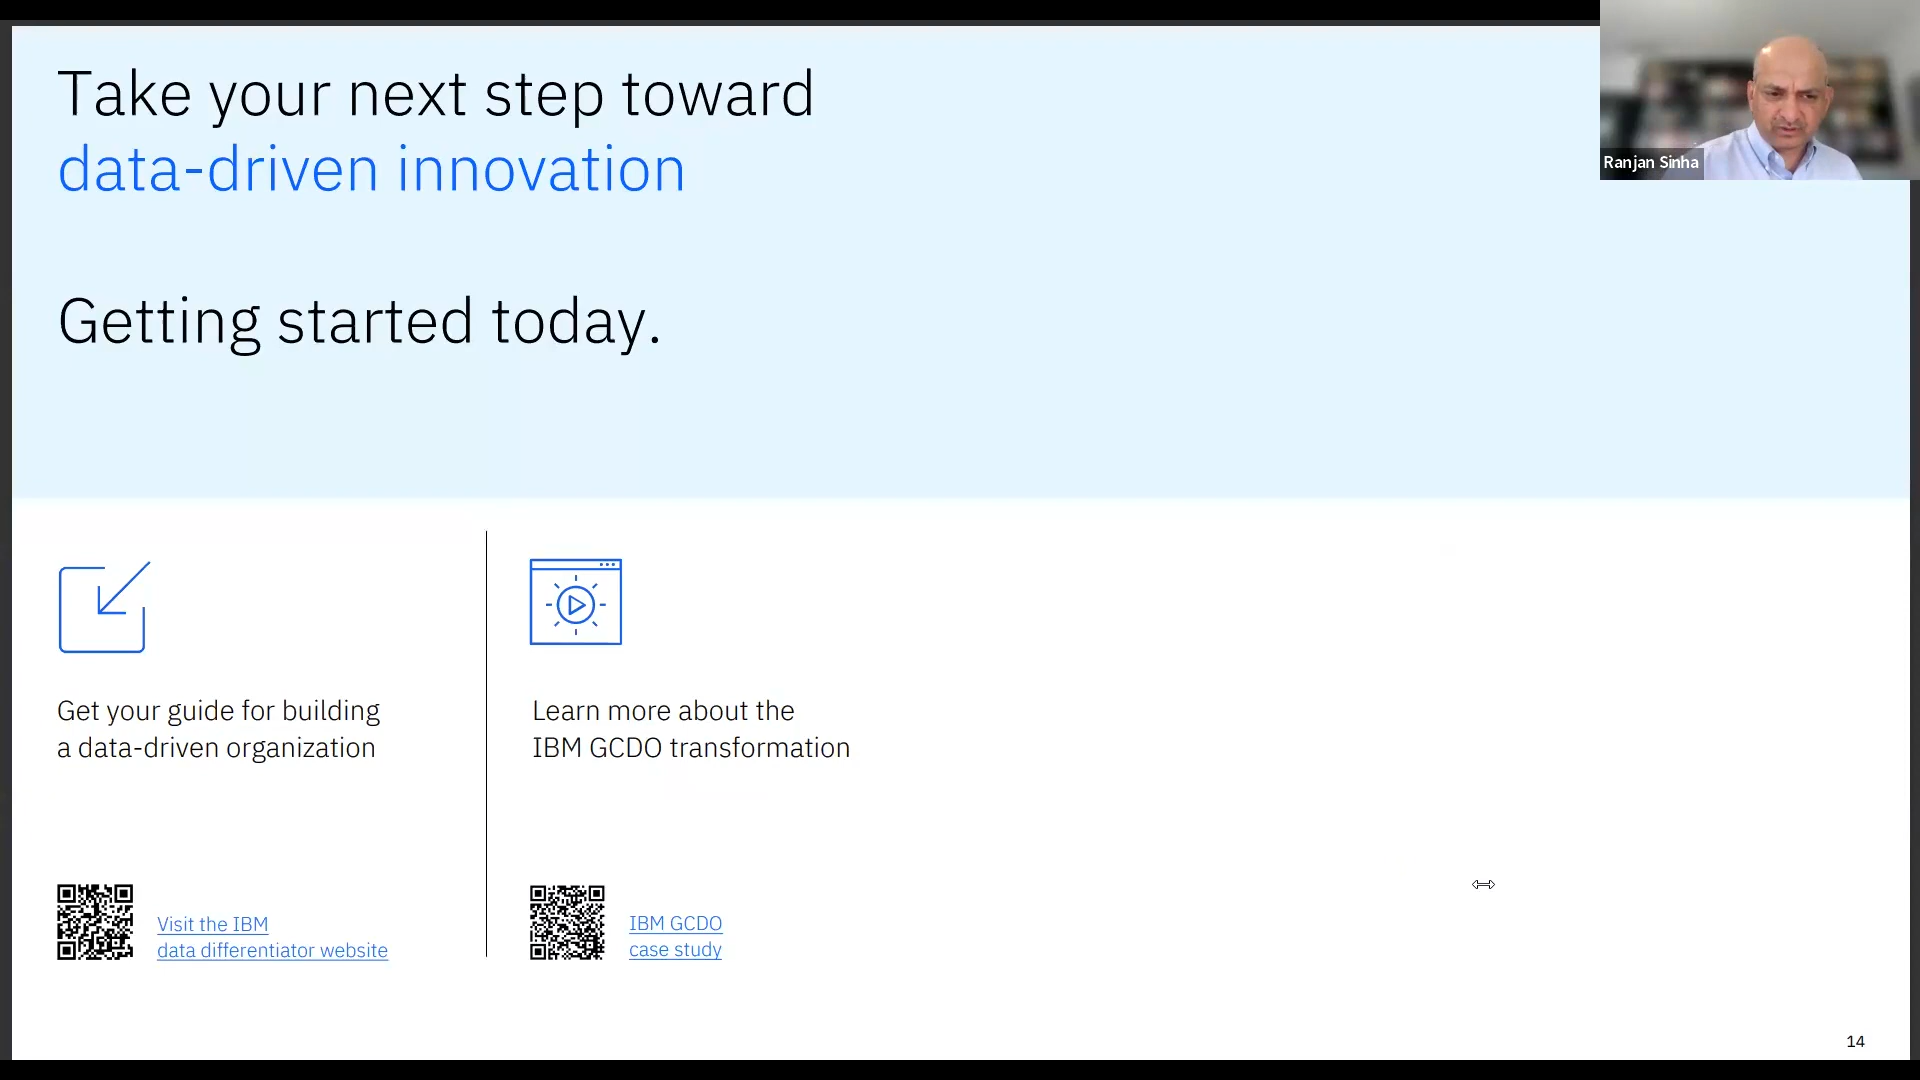 Take your next step toward
data-driven innovation
Getting started today.
Ranjan Sinha
Get your guide for building
a data-driven organization
Learn more about the
IBM GCDO transformation
Visit the IBM
data differentiator website
IBM GCDO
case study
14